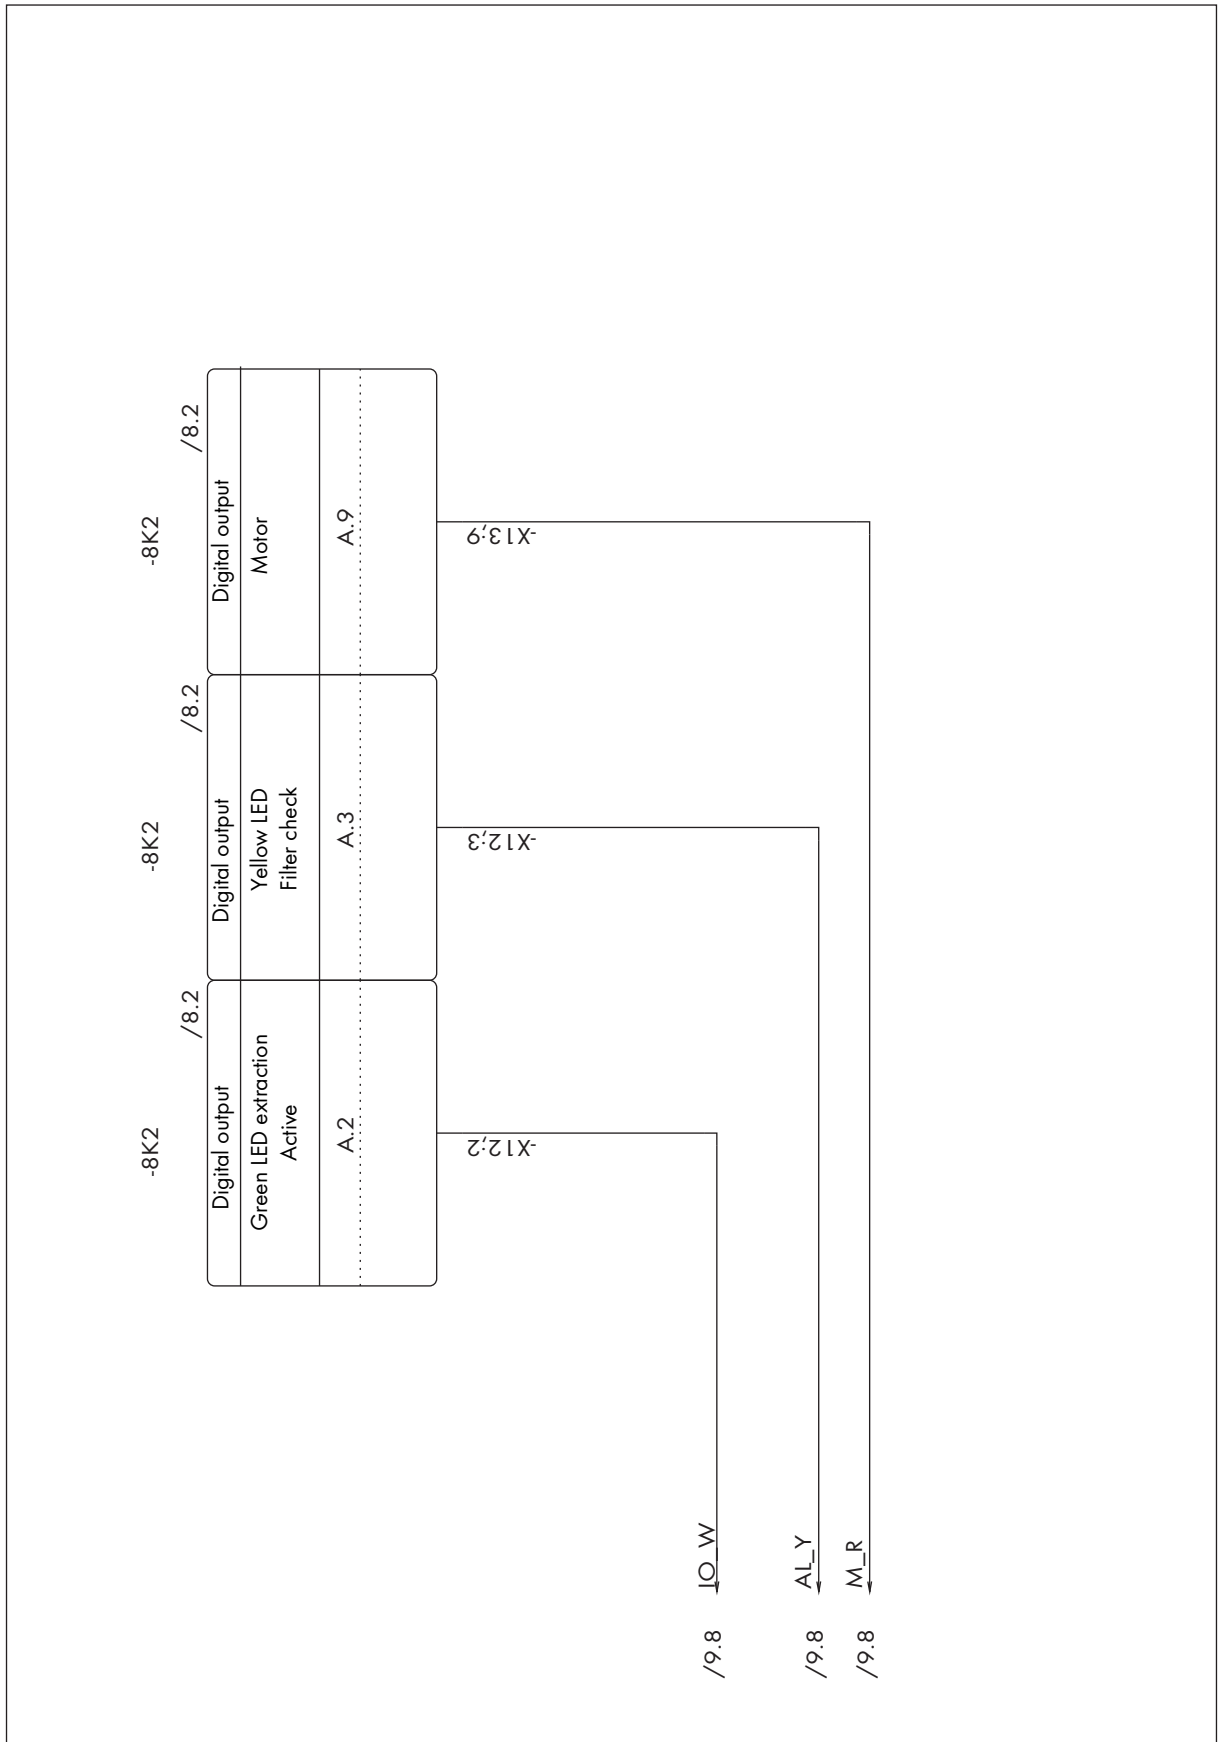 -8K2
-8K2
-8K2
/8.2
/8.2
/8.2
Digital output
Digital output
Digital output
Green LED extraction
Active
Yellow LED
Filter check
Motor
A.2
A.3
A.9
-X12;2
-X12;3
-X13;9
/9.8
IO_W
/9.8
AL_Y
/9.8
M_R